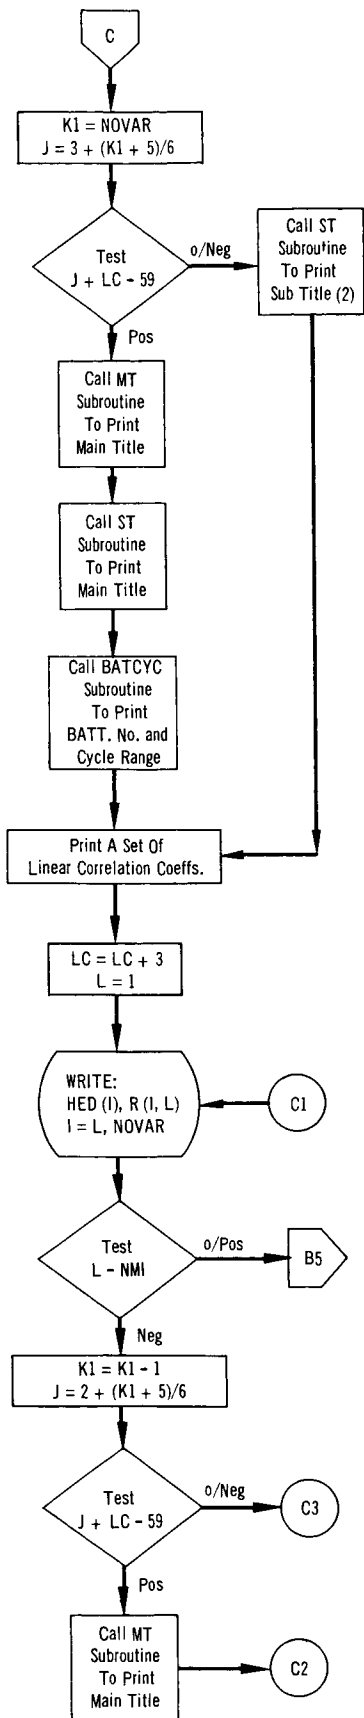 C
K1 = NOVAR
J = 3 + (K1 + 5)/6
Test
J + LC - 59
o/Neg
Call ST
Subroutine
To Print
Sub Title (2)
Pos
Call MT
Subroutine
To Print
Main Title
Call ST
Subroutine
To Print
Main Title
Call BATCYC
Subroutine
To Print
BATT. No. and
Cycle Range
Print A Set Of
Linear Correlation Coeffs.
LC = LC + 3
L = 1
WRITE:
HED (I), R (I, L)
I = L, NOVAR
C1
Test
L - NMI
o/Pos
B5
Neg
K1 = K1 - 1
J = 2 + (K1 + 5)/6
Test
J + LC - 59
o/Neg
C3
Pos
Call MT
Subroutine
To Print
Main Title
C2